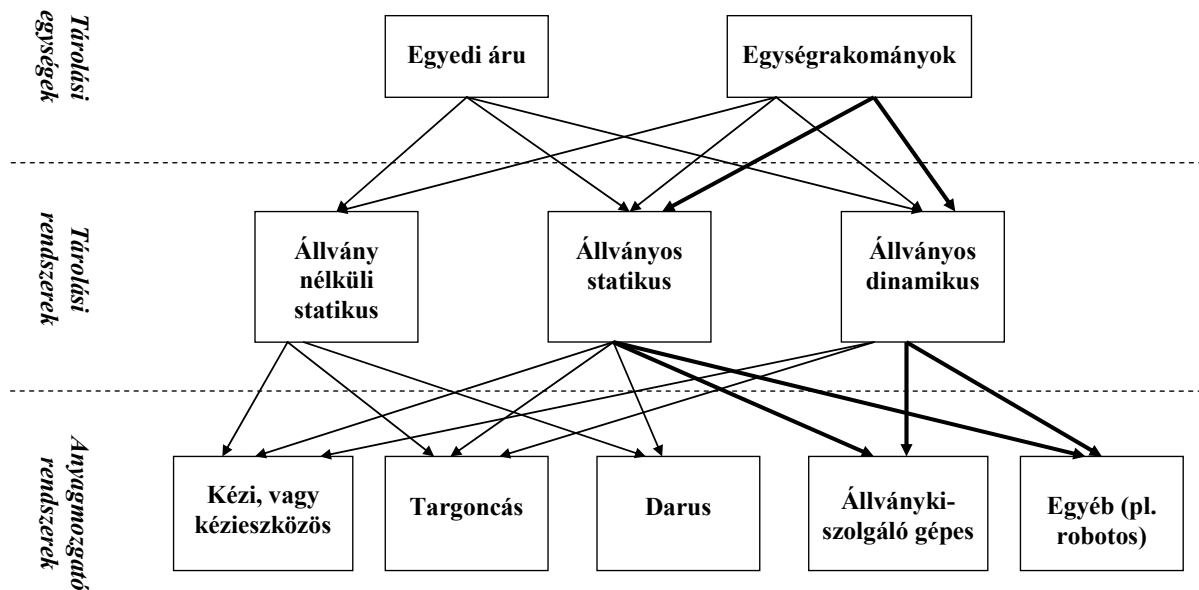 Tárolási
egységek
Egyedi áru
Egységrakományok
Tárolási
rendszerek
Állvány
nélküli
statikus
Állványos
statikus
Állványos
dinamikus
Anyagmozgató
rendszerek
Kézi, vagy
kézieszközös
Targoncás
Darus
Állványki-
szolgáló gépes
Egyéb (pl.
robotos)